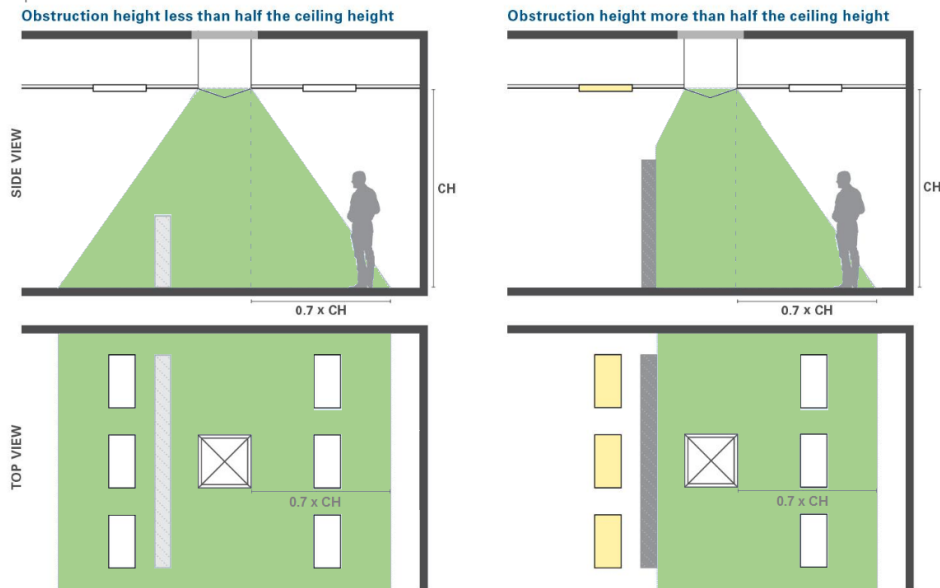 Obstruction height less than half the ceiling height
Obstruction height more than half the ceiling height
SIDE VIEW
CH
0.7 x CH
CH
0.7 x CH
TOP VIEW
0.7 x CH
0.7 x CH